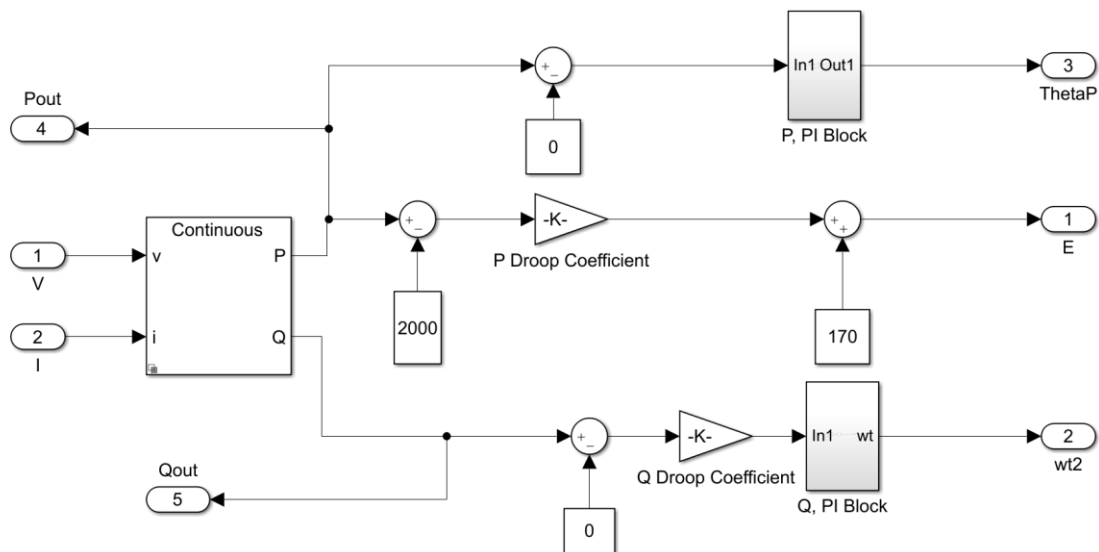 In1 Out1
3
ThetaP
P, PI Block
+
−
0
Pout
4
Continuous
v
P
i
Q
1
V
2
I
+
−
2000
-K-
P Droop Coefficient
+
+
170
1
E
+
−
0
-K-
Q Droop Coefficient
In1 wt
Q, PI Block
2
wt2
Qout
5